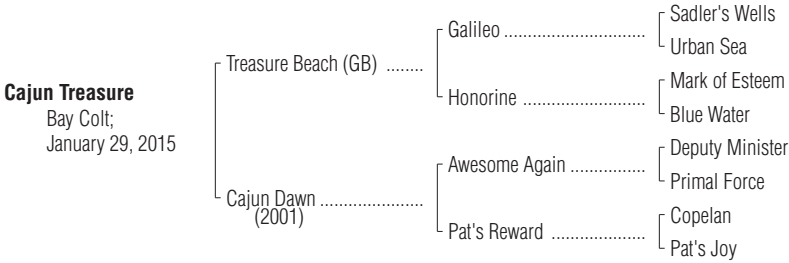 Sadler's Wells
Galileo ..............................
Urban Sea
Treasure Beach (GB) ........
Mark of Esteem
Cajun Treasure
Honorine ..........................
Bay Colt;
Blue Water
January 29, 2015
Deputy Minister
Awesome Again ................
Primal Force
Cajun Dawn ......................
(2001)
Copelan
Pat's Reward ....................
Pat's Joy